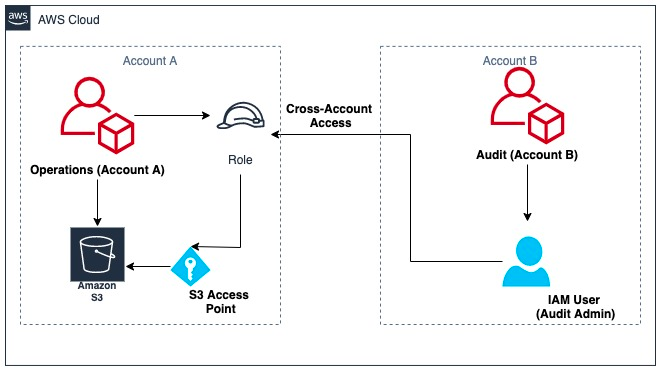 aws
AWS Cloud
Account A
Account B
Cross-Account
Access
Role
Operations (Account A)
Audit (Account B)
Amazon
S3
S3 Access
Point
IAM User
(Audit Admin)